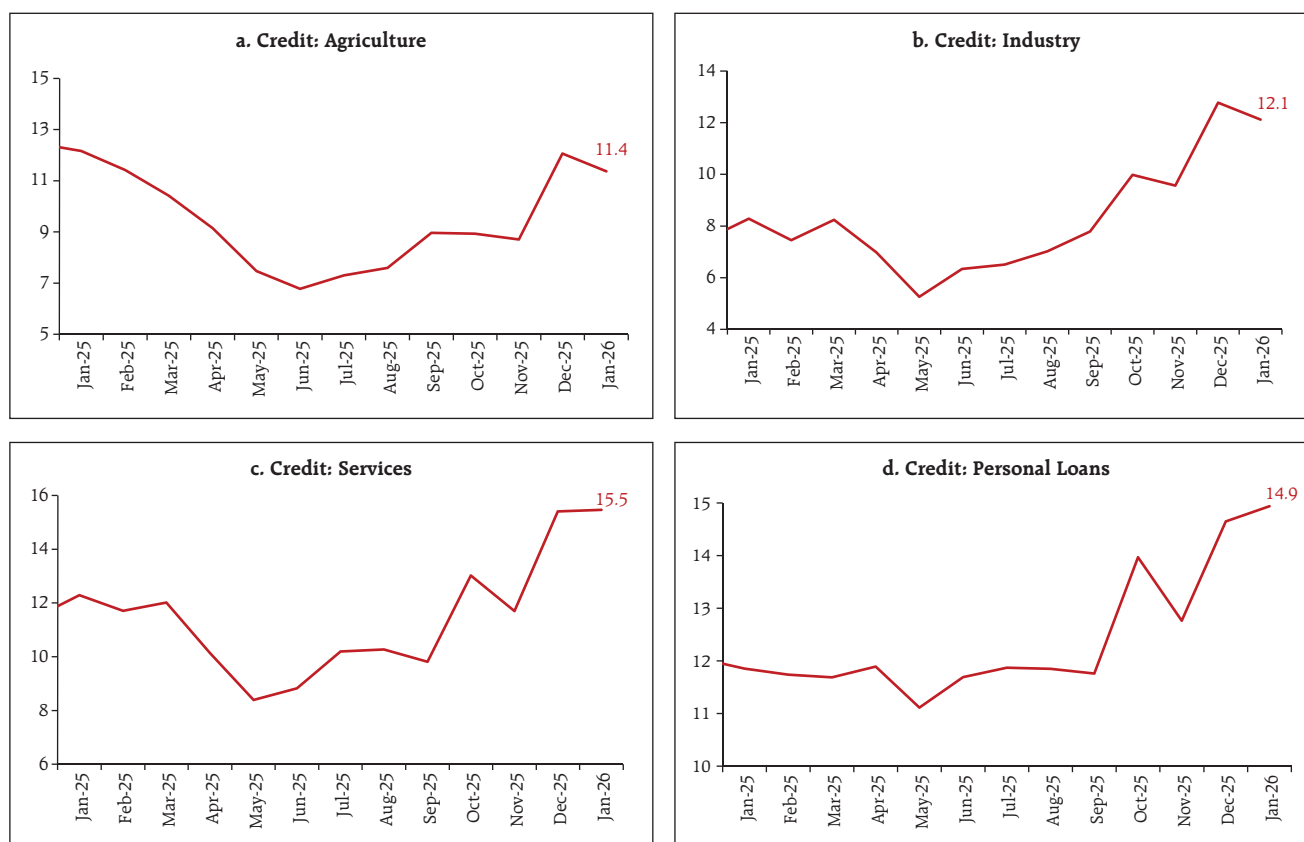 a. Credit: Agriculture
15
13
11
9
7
5
11.4
Jan-25
Feb-25
Mar-25
Apr-25
May-25
Jun-25
Jul-25
Aug-25
Sep-25
Oct-25
Nov-25
Dec-25
Jan-26
b. Credit: Industry
14
12
10
8
6
4
12.1
Jan-25
Feb-25
Mar-25
Apr-25
May-25
Jun-25
Jul-25
Aug-25
Sep-25
Oct-25
Nov-25
Dec-25
Jan-26
c. Credit: Services
16
14
12
10
8
6
15.5
Jan-25
Feb-25
Mar-25
Apr-25
May-25
Jun-25
Jul-25
Aug-25
Sep-25
Oct-25
Nov-25
Dec-25
Jan-26
d. Credit: Personal Loans
15
14
13
12
11
10
14.9
Jan-25
Feb-25
Mar-25
Apr-25
May-25
Jun-25
Jul-25
Aug-25
Sep-25
Oct-25
Nov-25
Dec-25
Jan-26